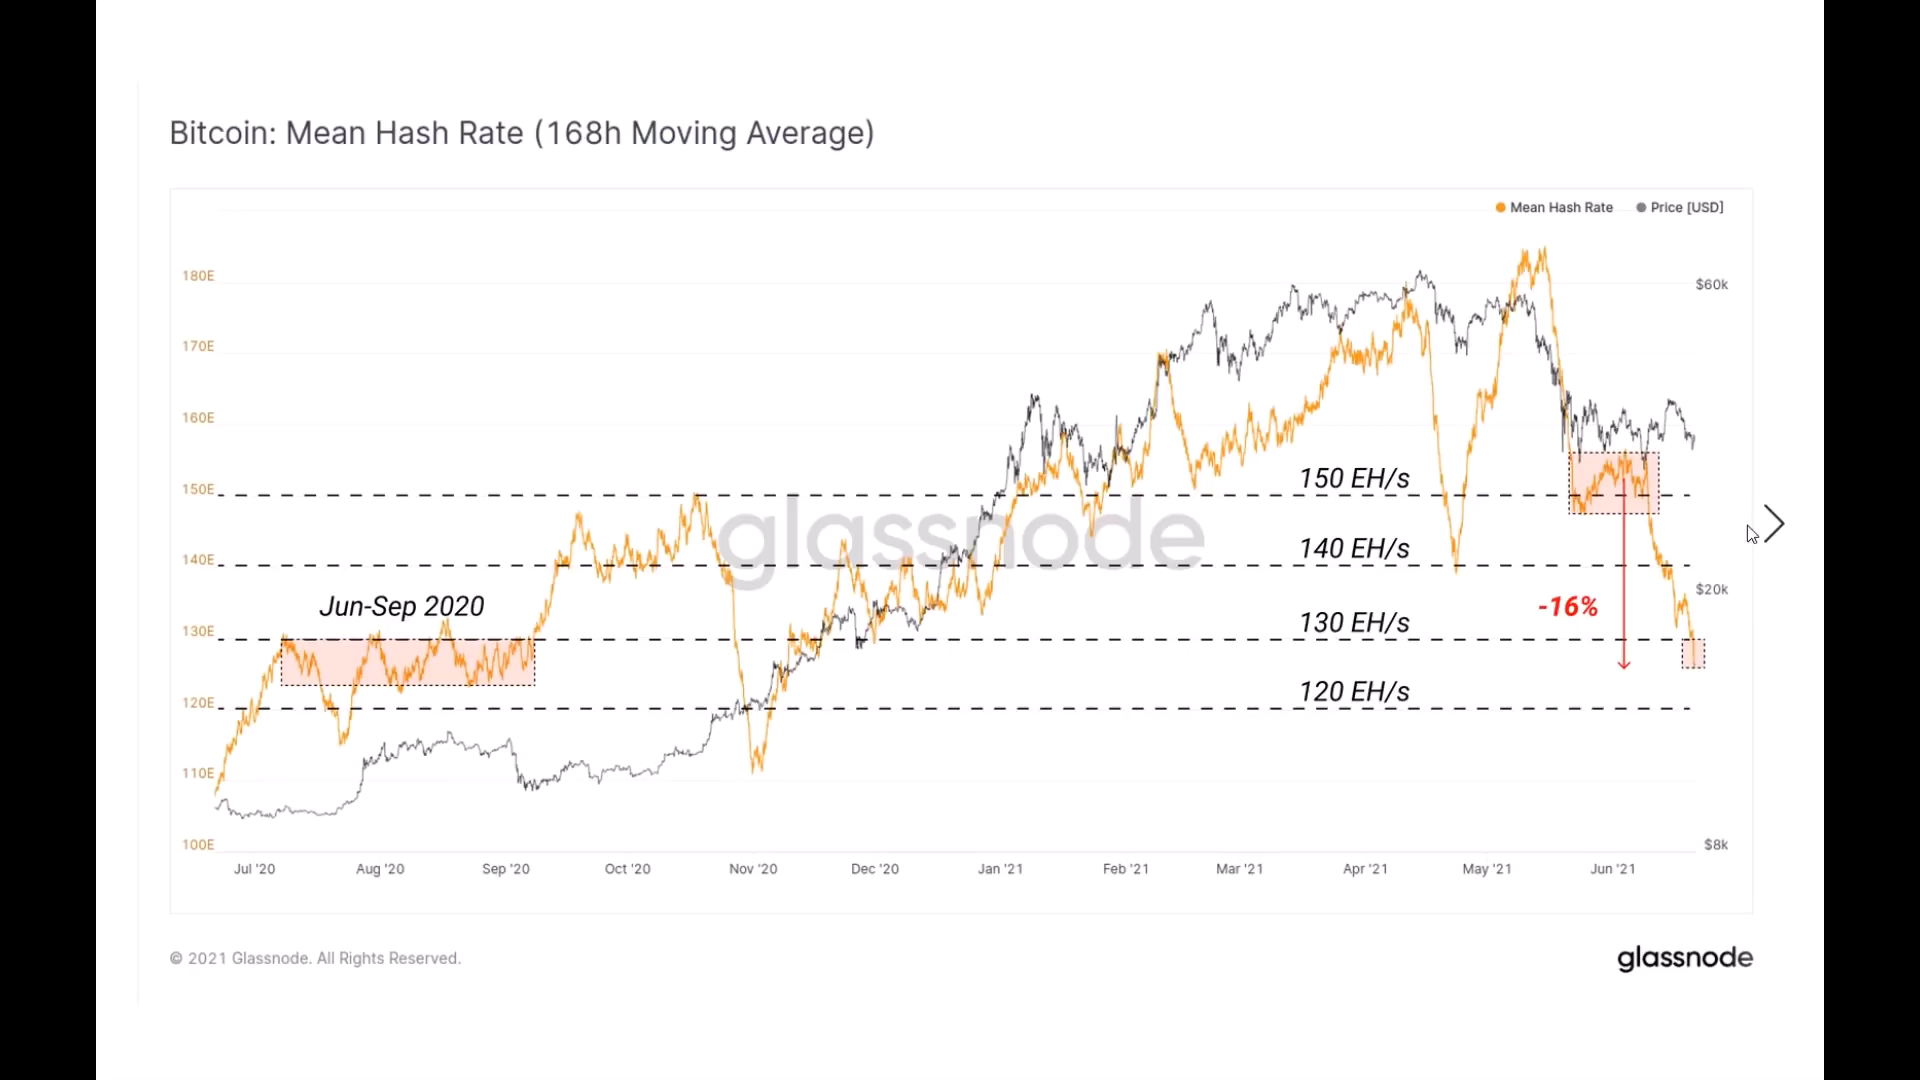 Bitcoin: Mean Hash Rate (168h Moving Average)
Mean Hash Rate Price [USD]
180E
170E
160E
150E
140E
130E
120E
110E
100E
$60k
$20k
$8k
150 EH/s
140 EH/s
130 EH/s
120 EH/s
Jun-Sep 2020
-16%
glassnode
Jul '20 Aug '20 Sep '20 Oct '20 Nov '20 Dec '20 Jan '21 Feb '21 Mar '21 Apr '21 May '21 Jun '21
© 2021 Glassnode. All Rights Reserved.
glassnode